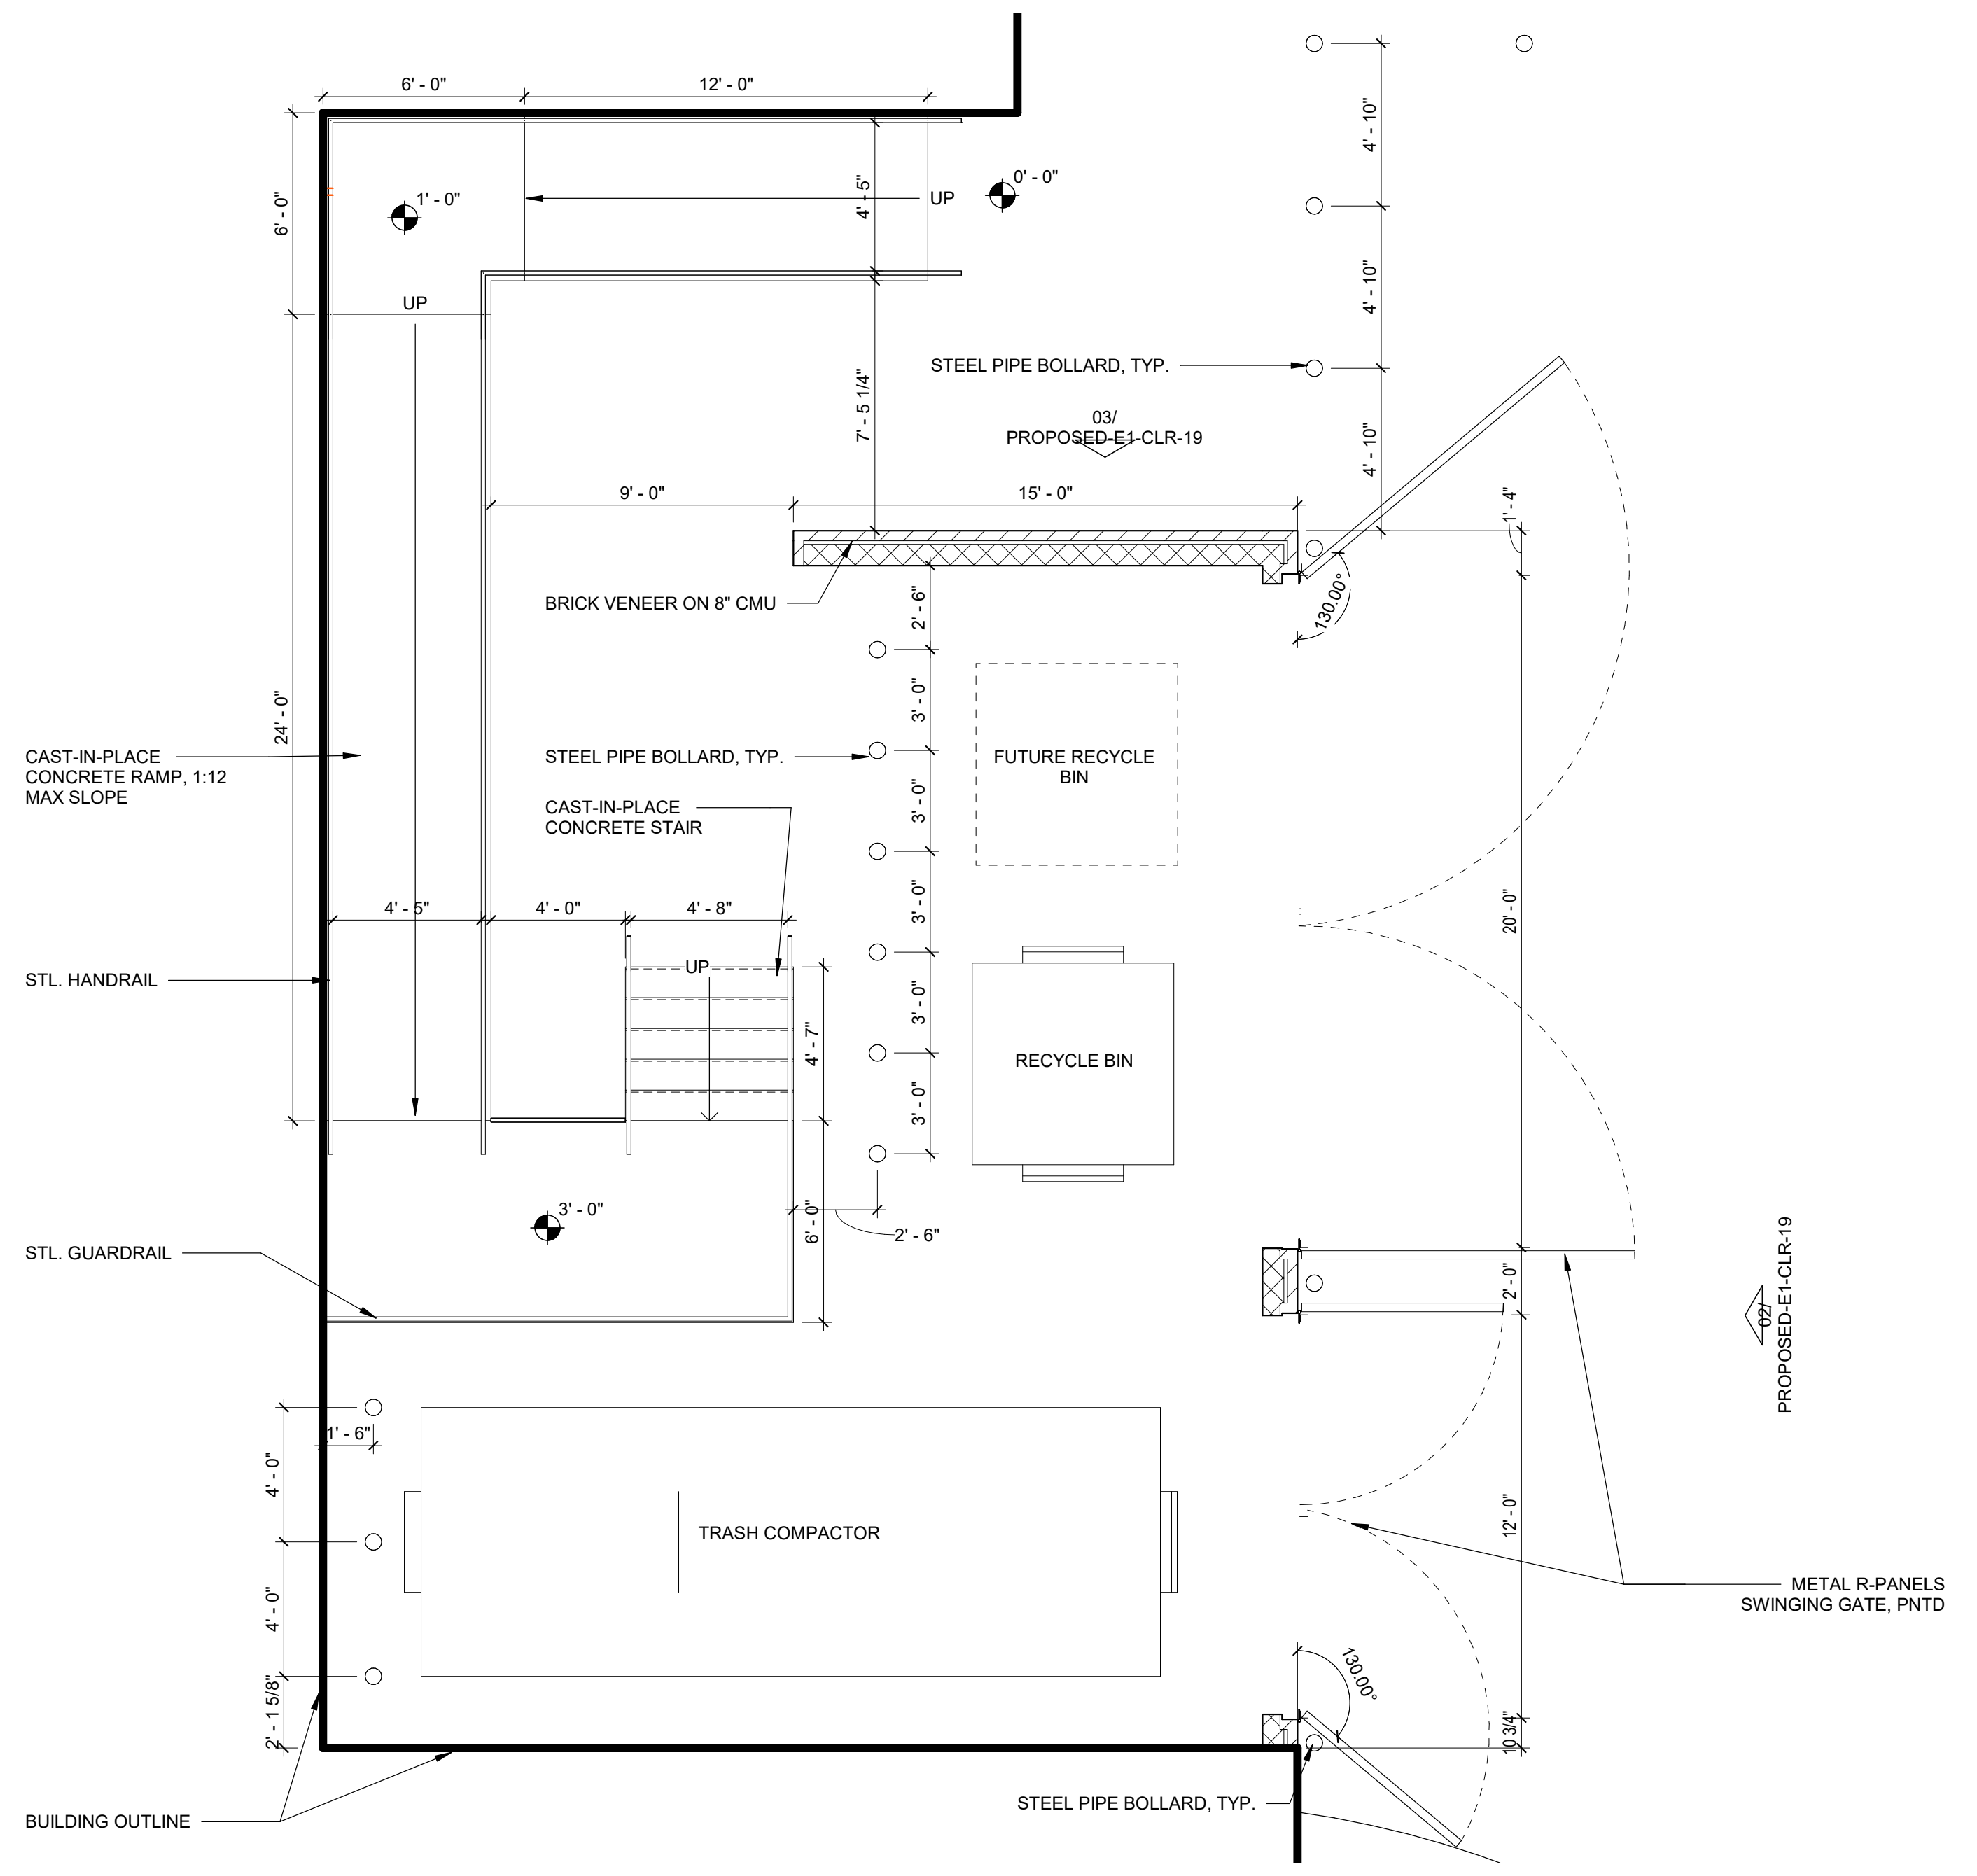 6' - 0"
12' - 0"
4' - 10"
6' - 0"
1' - 0"
4' - 5"
UP
0' - 0"
UP
4' - 10"
STEEL PIPE BOLLARD, TYP.
7' - 5 1/4"
03/
PROPOSED-E1-CLR-19
4' - 10"
9' - 0"
15' - 0"
1' - 4"
BRICK VENEER ON 8" CMU
2' - 6"
130.00°
24' - 0"
3' - 0"
CAST-IN-PLACE
CONCRETE RAMP, 1:12
MAX SLOPE
STEEL PIPE BOLLARD, TYP.
FUTURE RECYCLE
BIN
CAST-IN-PLACE
CONCRETE STAIR
3' - 0"
4' - 5"
4' - 0"
4' - 8"
3' - 0"
20' - 0"
STL. HANDRAIL
UP
3' - 0"
4' - 7"
RECYCLE BIN
3' - 0"
3' - 0"
6' - 0"
2' - 6"
STL. GUARDRAIL
2' - 0"
02/
PROPOSED-E1-CLR-19
1' - 6"
4' - 0"
TRASH COMPACTOR
12' - 0"
METAL R-PANELS
SWINGING GATE, PNTD
4' - 0"
130.00°
2' - 1 5/8"
10 3/4"
STEEL PIPE BOLLARD, TYP.
BUILDING OUTLINE